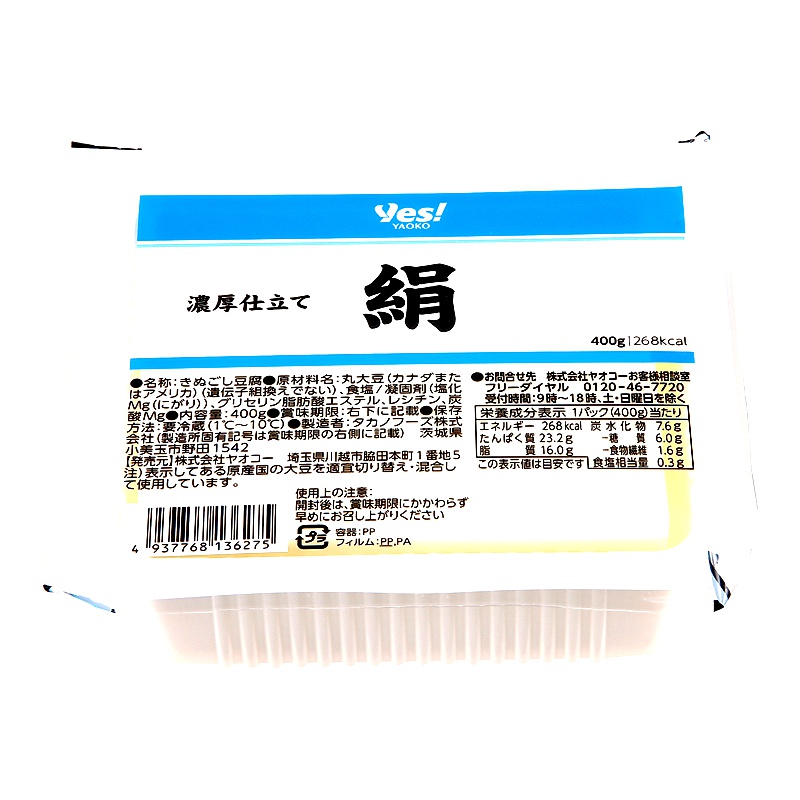 Yes!
YAOKO
濃厚仕立て
絹
400g|268kcal
●名称:きぬごし豆腐●原材料名:丸大豆(カナダまた
はアメリカ)(遺伝子組換えでない)、食塩/凝固剤(塩化
Mg(にがり))、グリセリン脂肪酸エステル、レシチン、炭
酸Mg●内容量:400g●賞味期限:右下に記載●保存
方法:要冷蔵(1℃~10℃)●製造者:タカノフーズ株式
会社(製造所固有記号は賞味期限の右側に記載) 茨城県
小美玉市野田1542
【発売元】株式会社ヤオコー 埼玉県川越市脇田本町1番地5
注)表示してある原産国の大豆を適宜切り替え・混合し
て使用しています。
●お問合せ先 株式会社ヤオコーお客様相談室
フリーダイヤル 0120-46-7720
受付時間:9時~18時、土・日曜日を除く
栄養成分表示 1パック(400g)当たり
エネルギー 268kcal 炭水化物 7.6g
たんぱく質 23.2g -糖質 6.0g
脂質 16.0g -食物繊維 1.6g
この表示値は目安です 食塩相当量 0.3g
使用上の注意:
開封後は、賞味期限にかかわらず
早めにお召し上がりください
プラ
容器:PP
フィルム:PP,PA
4 937768 136275